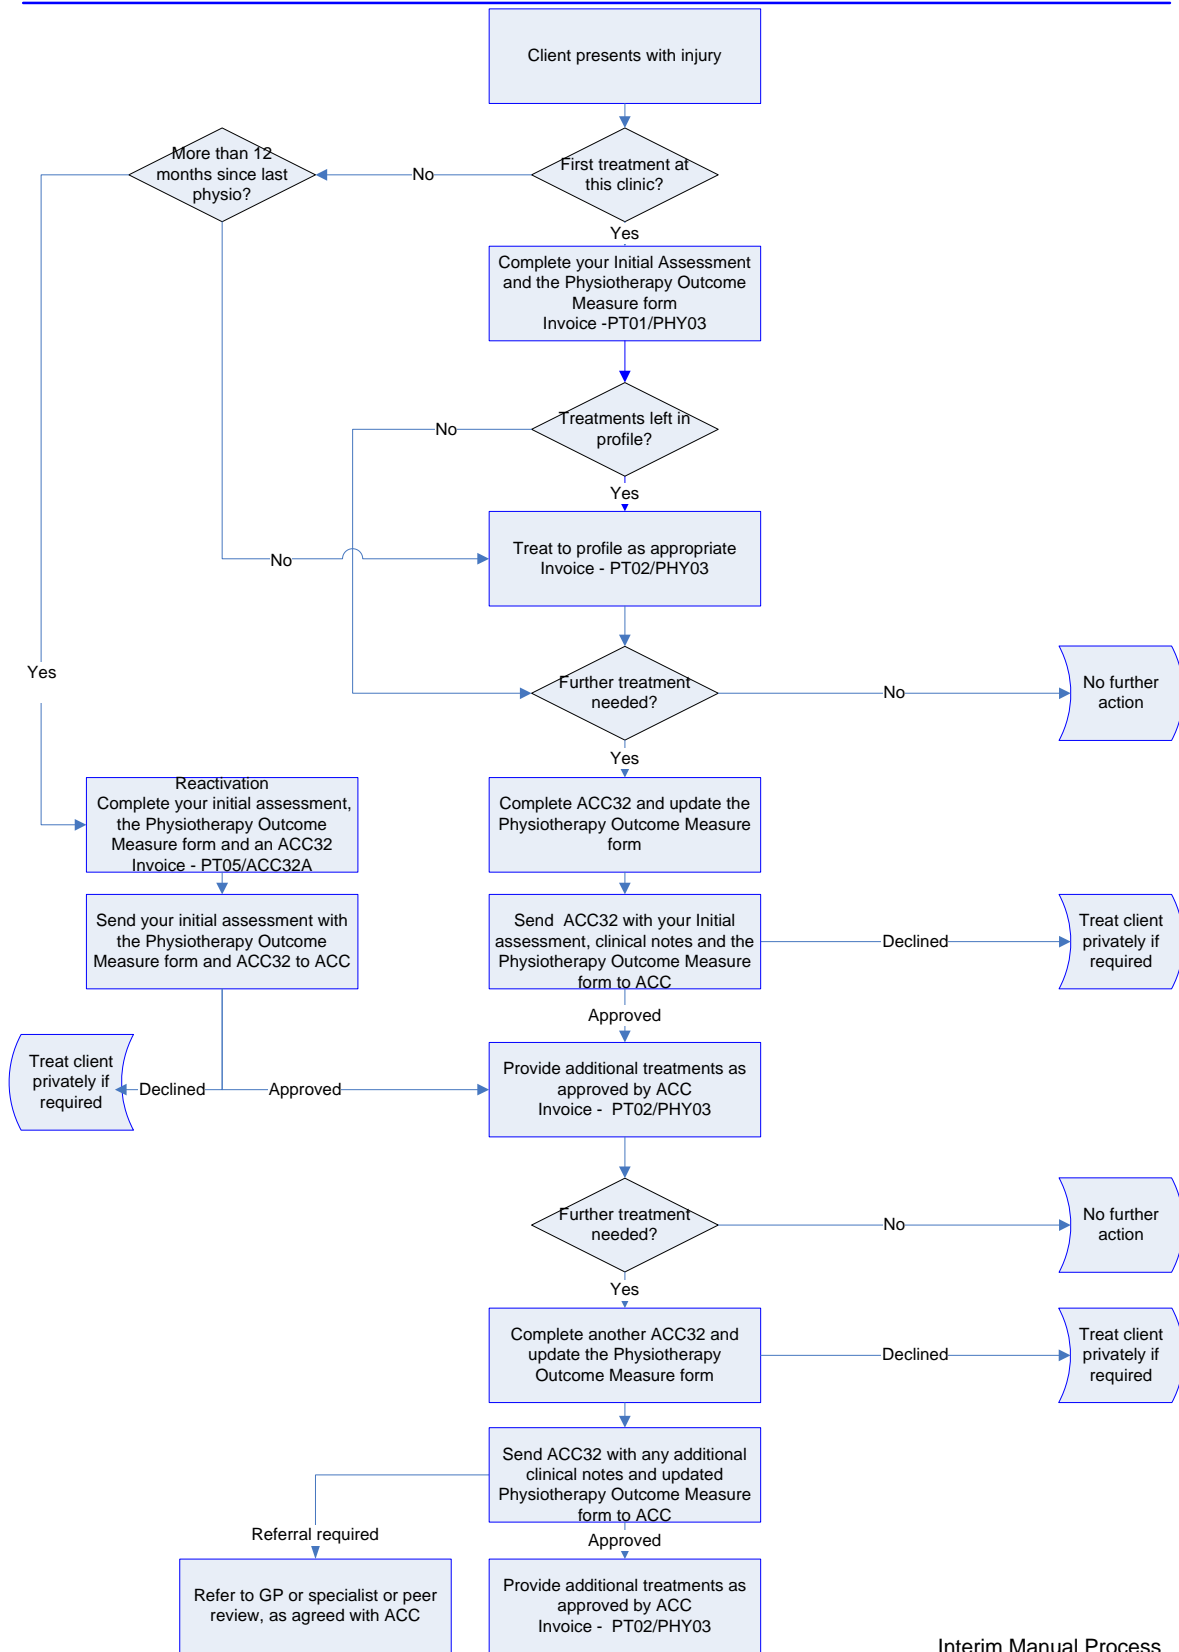 Client presents with injury
More than 12
months since last
physio?
No
First treatment at
this clinic?
Yes
Complete your Initial Assessment
and the Physiotherapy Outcome
Measure form
Invoice -PT01/PHY03
Treatments left in
profile?
No
Yes
Treat to profile as appropriate
Invoice - PT02/PHY03
No
Yes
Further treatment
needed?
No
No further
action
Yes
Reactivation
Complete your initial assessment,
the Physiotherapy Outcome
Measure form and an ACC32
Invoice - PT05/ACC32A
Complete ACC32 and update the
Physiotherapy Outcome Measure
form
Send your initial assessment with
the Physiotherapy Outcome
Measure form and ACC32 to ACC
Send  ACC32 with your Initial
assessment, clinical notes and the
Physiotherapy Outcome Measure
form to ACC
Declined
Treat client
privately if
required
Approved
Treat client
privately if
required
Declined
Approved
Provide additional treatments as
approved by ACC
Invoice -  PT02/PHY03
Further treatment
needed?
No
No further
action
Yes
Complete another ACC32 and
update the Physiotherapy
Outcome Measure form
Declined
Treat client
privately if
required
Send ACC32 with any additional
clinical notes and updated
Physiotherapy Outcome Measure
form to ACC
Referral required
Approved
Refer to GP or specialist or peer
review, as agreed with ACC
Provide additional treatments as
approved by ACC
Invoice -  PT02/PHY03
Interim Manual Process